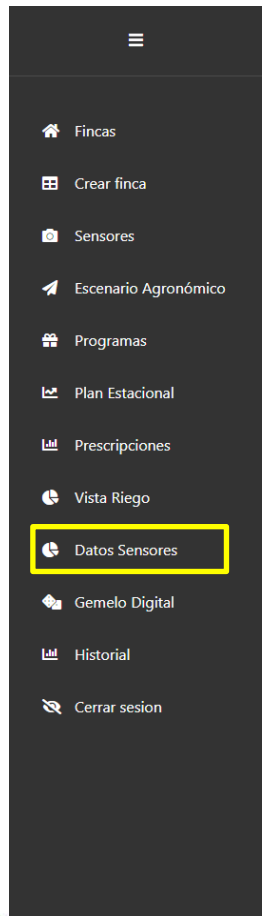 Fincas
Crear finca
Sensores
Escenario Agronómico
Programas
Plan Estacional
Prescripciones
Vista Riego
Datos Sensores
Gemelo Digital
Historial
Cerrar sesion